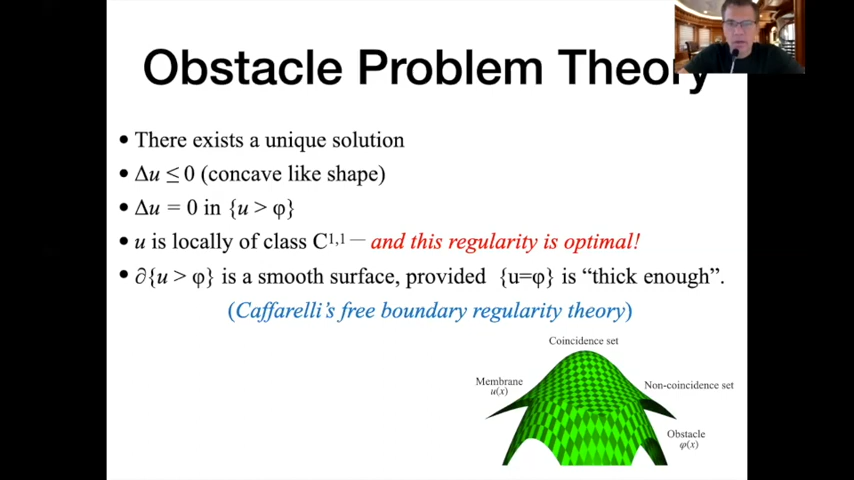 Obstacle Problem Theory
• There exists a unique solution
• Δu ≤ 0 (concave like shape)
• Δu = 0 in {u > φ}
• u is locally of class C¹,¹ — and this regularity is optimal!
• ∂{u > φ} is a smooth surface, provided {u=φ} is “thick enough”.
(Caffarelli’s free boundary regularity theory)
Coincidence set
Membrane
u(x)
Non-coincidence set
Obstacle
φ(x)